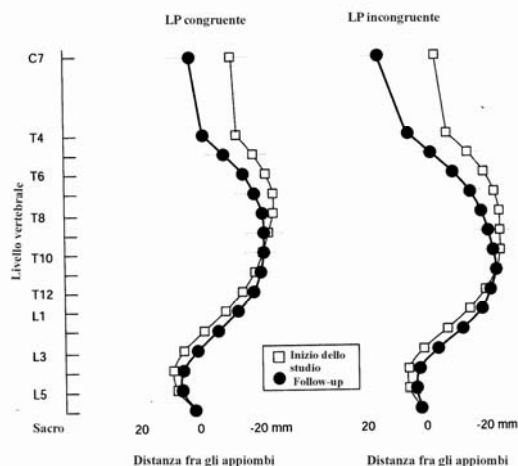 LP congruente
LP incongruente
C7
T4
T6
T8
T10
T12
L1
L3
L5
Sacro
Livello vertebrale
Inizio dello
studio
Follow-up
20 0 -20 mm
20 0 -20 mm
Distanza fra gli appiombi
Distanza fra gli appiombi